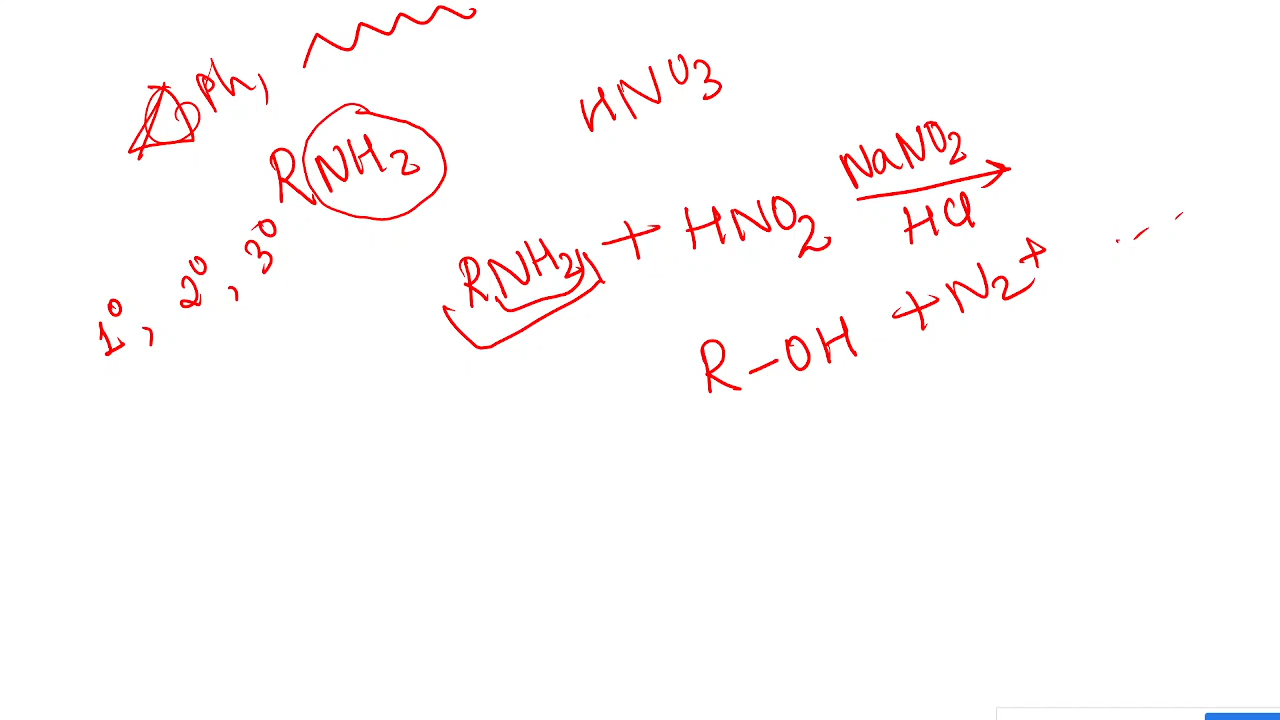 Ph,
HNO3
RNH2
1°, 2°, 3°
RNH2 + HNO2 NaNO2 HCl
R-OH + N2 + ...